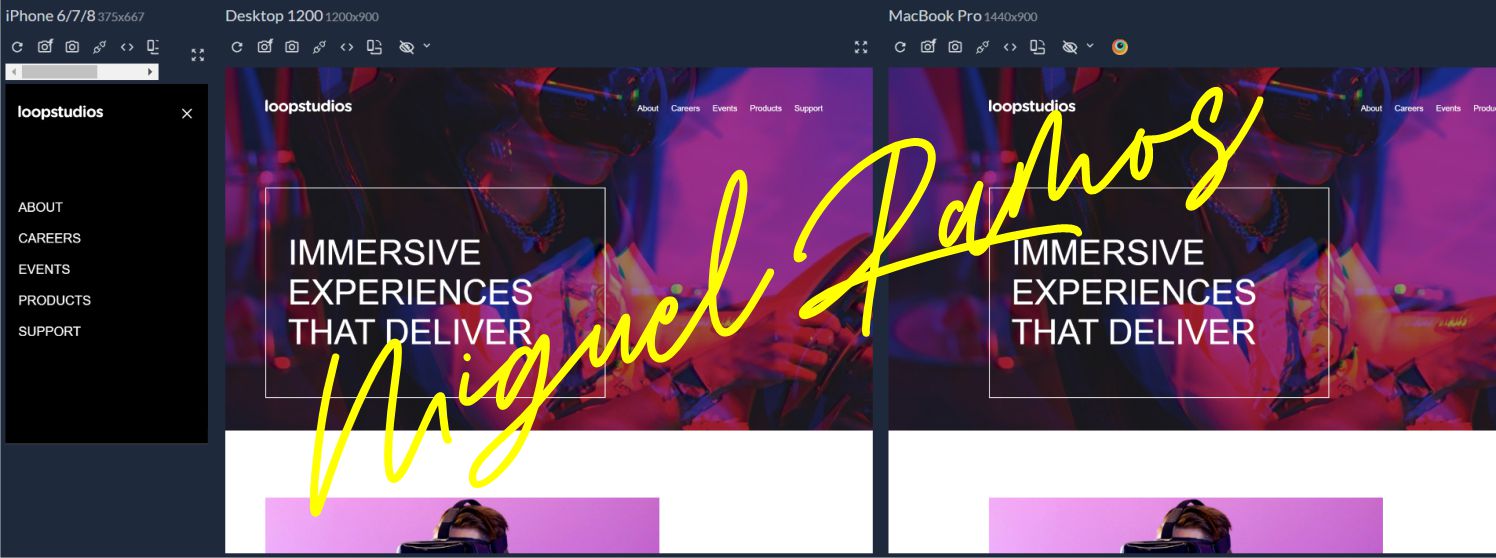 iPhone 6/7/8 375x667
Desktop 1200 1200x900
MacBook Pro 1440x900
loopstudios
ABOUT
CAREERS
EVENTS
PRODUCTS
SUPPORT
loopstudios
About Careers Events Products Support
IMMERSIVE
EXPERIENCES
THAT DELIVER
loopstudios
About Careers Events Produ
IMMERSIVE
EXPERIENCES
THAT DELIVER
Miguel Ramos